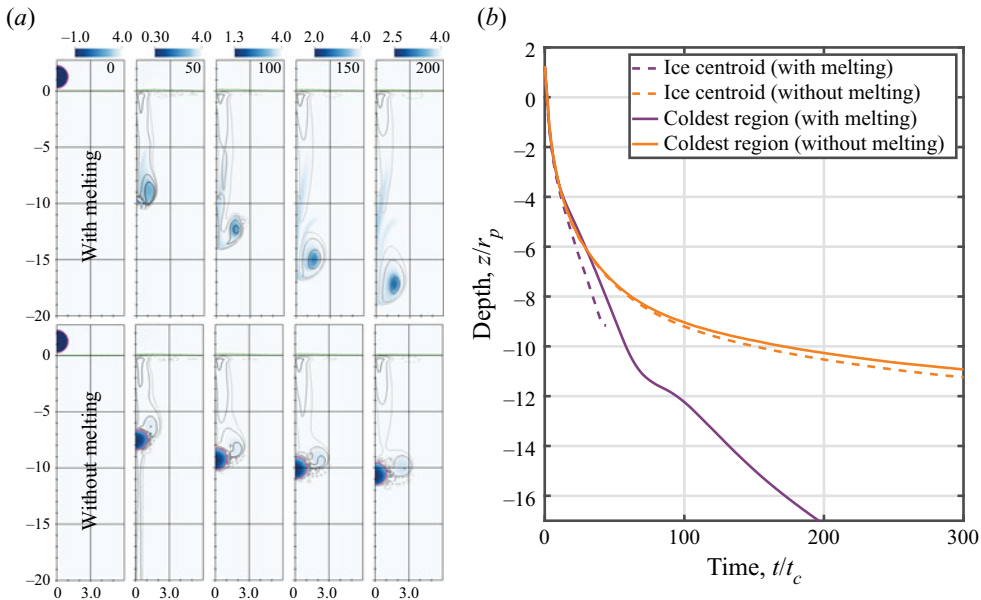 (a)
−1.0 4.0 0.30 4.0 1.3 4.0 2.0 4.0 2.5 4.0
0 50 100 150 200
0
−5
−10
−15
−20
With melting
0
−5
−10
−15
−20
Without melting
0 3.0 0 3.0 0 3.0 0 3.0 0 3.0
(b)
2
0
−2
−4
−6
−8
−10
−12
−14
−16
Depth, z/r_p
Ice centroid (with melting)
Ice centroid (without melting)
Coldest region (with melting)
Coldest region (without melting)
0 100 200 300
Time, t/t_c